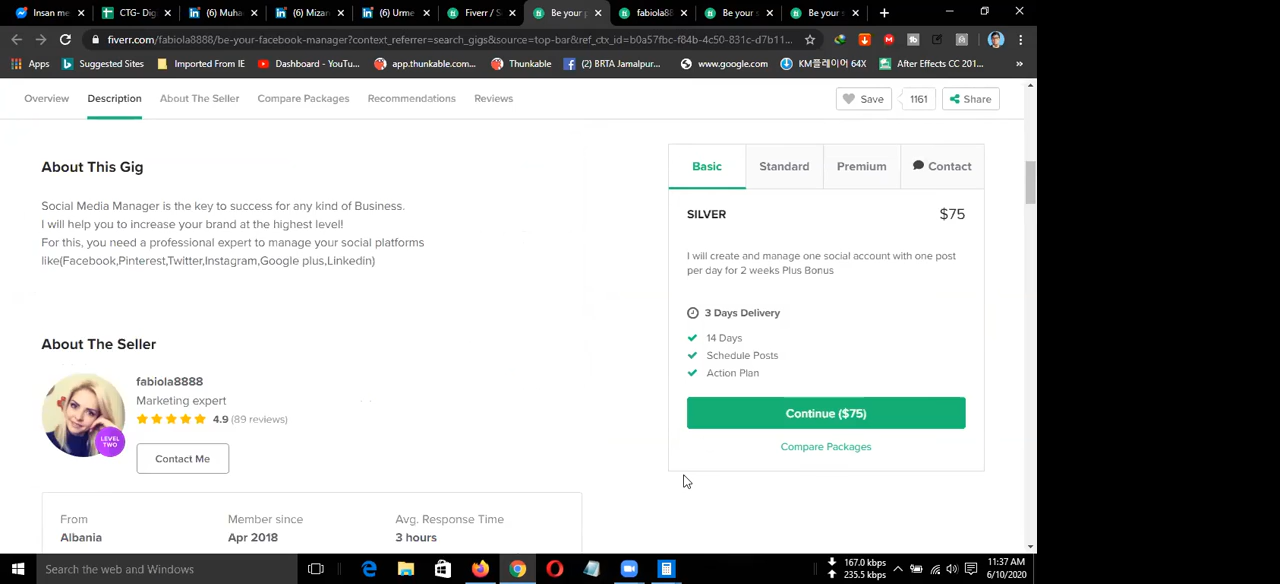 (6) Insan me
CTG- Dig
(6) Muha
(6) Mizar
(6) Urme
Fiverr / S
Be your p
fabiola88
Be your s
Be your s
fiverr.com/fabiola8888/be-your-facebook-manager?context_referrer=search_gigs&source=top-bar&ref_ctx_id=b0a57fbc-f84b-4c50-831c-d7b11...
Apps
Suggested Sites
Imported From IE
Dashboard - YouTu...
app.thunkable.com...
Thunkable
(2) BRTA Jamalpur...
www.google.com
KM플레이어 64X
After Effects CC 201...
»
Overview
Description
About The Seller
Compare Packages
Recommendations
Reviews
Save
1161
Share
About This Gig
Social Media Manager is the key to success for any kind of Business.
I will help you to increase your brand at the highest level!
For this, you need a professional expert to manage your social platforms
like(Facebook,Pinterest,Twitter,Instagram,Google plus,Linkedin)
Basic
Standard
Premium
Contact
SILVER
$75
I will create and manage one social account with one post
per day for 2 weeks Plus Bonus
3 Days Delivery
14 Days
Schedule Posts
Action Plan
Continue ($75)
Compare Packages
About The Seller
fabiola8888
Marketing expert
4.9 (89 reviews)
LEVEL
TWO
Contact Me
From
Albania
Member since
Apr 2018
Avg. Response Time
3 hours
Search the web and Windows
167.0 kbps
235.5 kbps
11:37 AM
6/10/2020